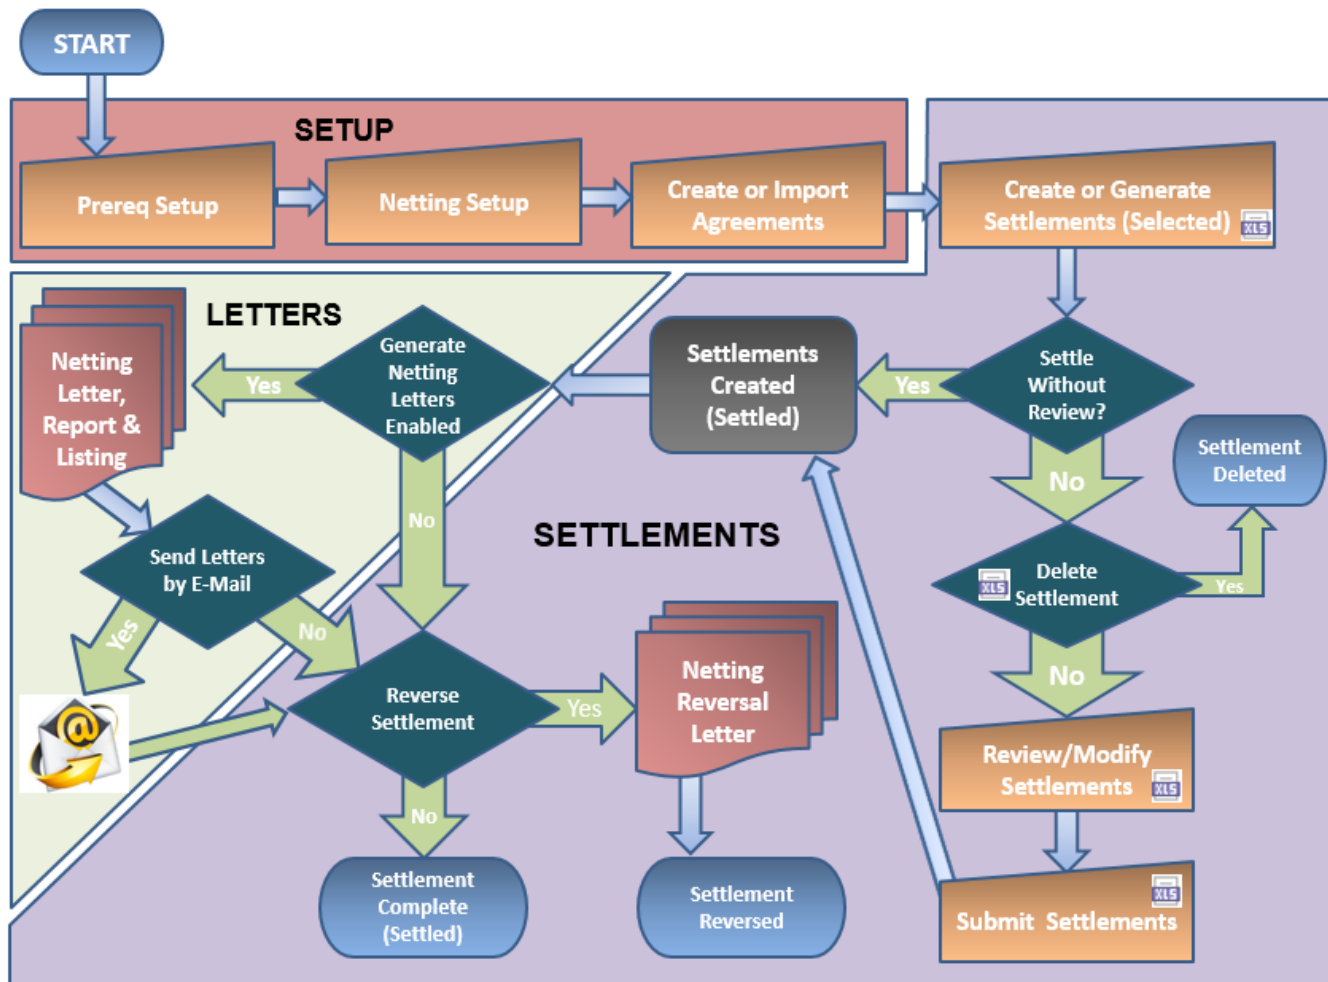 START
SETUP
Prereq Setup
Netting Setup
Create or Import
Agreements
Create or Generate
Settlements (Selected)
XLS
LETTERS
Netting
Letter,
Report &
Listing
Yes
Generate
Netting
Letters
Enabled
Settlements
Created
(Settled)
Yes
Settle
Without
Review?
No
Settlement
Deleted
No
SETTLEMENTS
Send Letters
by E-Mail
XLS
Delete
Settlement
Yes
Yes
No
@
Reverse
Settlement
Yes
Netting
Reversal
Letter
No
Review/Modify
Settlements
XLS
No
Settlement
Complete
(Settled)
Settlement
Reversed
XLS
Submit Settlements